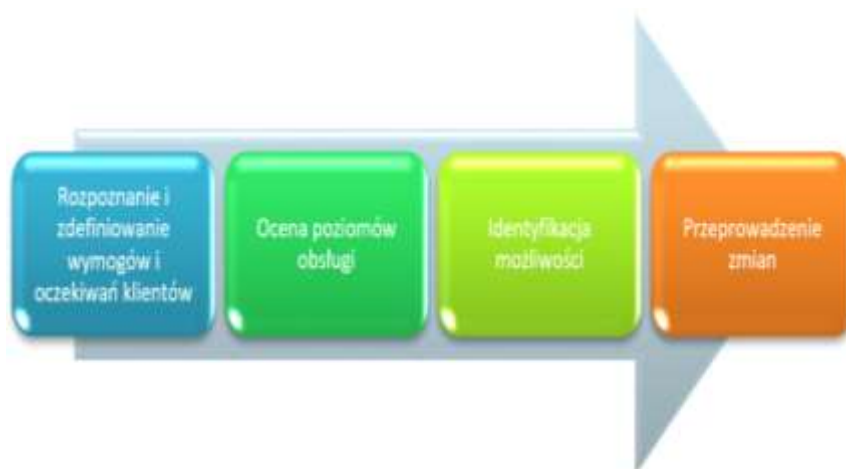 Rozpoznanie i
zdefiniowanie
wymogów i
oczekiwań klientów
Ocena poziomów
obsługi
Identyfikacja
możliwości
Przeprowadzenie
zmian